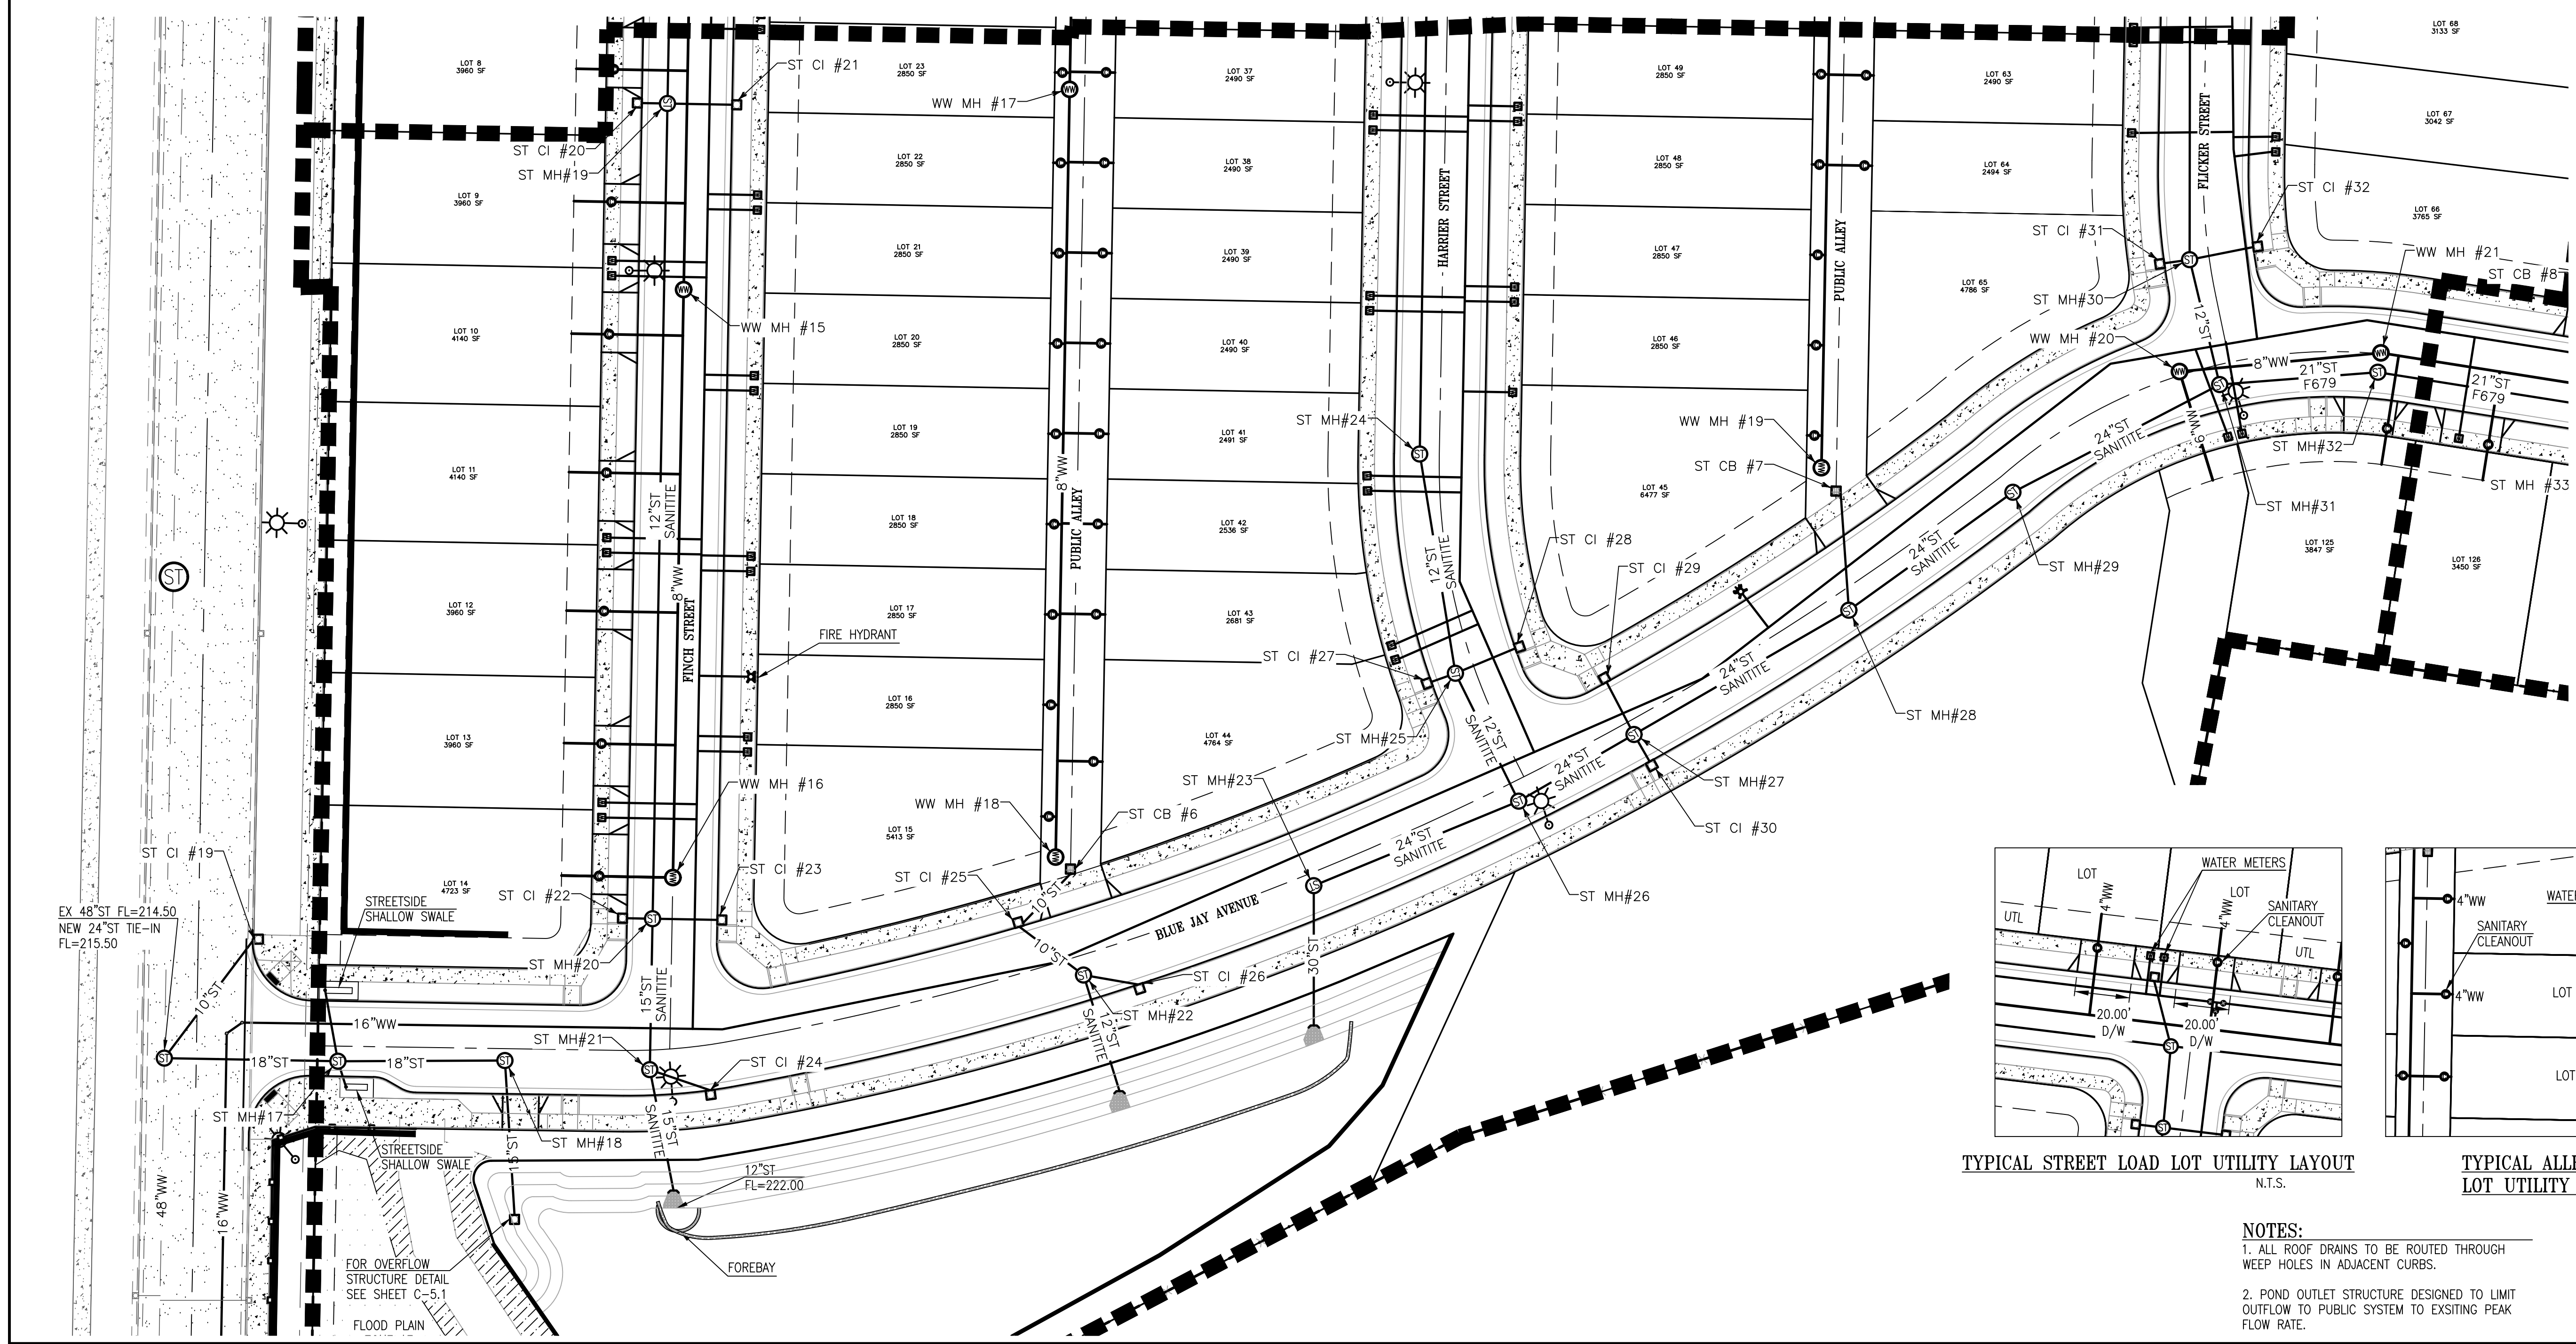 LOT 8
3960 SF
LOT 9
3960 SF
LOT 10
4140 SF
LOT 11
4140 SF
LOT 12
3960 SF
LOT 13
3960 SF
LOT 14
4723 SF
ST CI #20
ST MH#19
ST CI #21
WW MH #15
12"ST
SANITITE
8"WW
FINCH STREET
FIRE HYDRANT
WW MH #16
ST CI #22
ST CI #23
ST MH#20
15"ST
SANITITE
LOT 23
2850 SF
LOT 22
2850 SF
LOT 21
2850 SF
LOT 20
2850 SF
LOT 19
2850 SF
LOT 18
2850 SF
LOT 17
2850 SF
LOT 16
2850 SF
LOT 15
5413 SF
WW MH #17
8"WW
PUBLIC ALLEY
WW MH #18
ST CB #6
ST CI #25
10"ST
10"ST
LOT 37
2490 SF
LOT 38
2490 SF
LOT 39
2490 SF
LOT 40
2490 SF
LOT 41
2491 SF
LOT 42
2536 SF
LOT 43
2681 SF
LOT 44
4764 SF
HARRIER STREET
ST MH#24
12"ST
SANITITE
ST CI #27
ST CI #28
ST MH#25
12"ST
SANITITE
ST MH#23
LOT 49
2850 SF
LOT 48
2850 SF
LOT 47
2850 SF
LOT 46
2850 SF
LOT 45
6477 SF
PUBLIC ALLEY
WW MH #19
ST CB #7
ST CI #29
LOT 63
2490 SF
LOT 64
2494 SF
LOT 65
4786 SF
FLICKER STREET
ST CI #31
ST MH#30
ST CI #32
12"ST
WW MH #20
WW MH #21
ST CB #8
8"WW
21"ST
F679
21"ST
F679
6"WW
ST MH#32
ST MH #33
ST MH#31
LOT 68
3133 SF
LOT 67
3042 SF
LOT 66
3765 SF
LOT 125
3847 SF
LOT 126
3450 SF
24"ST
SANITITE
ST MH#29
24"ST
SANITITE
ST MH#28
24"ST
SANITITE
ST MH#27
24"ST
SANITITE
ST CI #30
ST MH#26
24"ST
SANITITE
BLUE JAY AVENUE
30"ST
ST CI #26
ST MH#22
12"ST
SANITITE
ST CI #24
ST MH#21
15"ST
SANITITE
12"ST
FL=222.00
FOREBAY
ST
ST CI #19
EX 48"ST FL=214.50
NEW 24"ST TIE-IN
FL=215.50
STREETSIDE
SHALLOW SWALE
10"ST
16"WW
18"ST
18"ST
ST MH#17
ST MH#18
STREETSIDE
SHALLOW SWALE
15"ST
48"WW
16"WW
FOR OVERFLOW
STRUCTURE DETAIL
SEE SHEET C-5.1
FLOOD PLAIN
WATER METERS
LOT
LOT
4"WW
4"WW
SANITARY
CLEANOUT
UTL
UTL
20.00'
D/W
20.00'
D/W
TYPICAL STREET LOAD LOT UTILITY LAYOUT
N.T.S.
4"WW
SANITARY
CLEANOUT
4"WW
LOT
LOT
TYPICAL
LOT UTILITY
NOTES:
1. ALL ROOF DRAINS TO BE ROUTED THROUGH
WEEP HOLES IN ADJACENT CURBS.
2. POND OUTLET STRUCTURE DESIGNED TO LIMIT
OUTFLOW TO PUBLIC SYSTEM TO EXSITING PEAK
FLOW RATE.